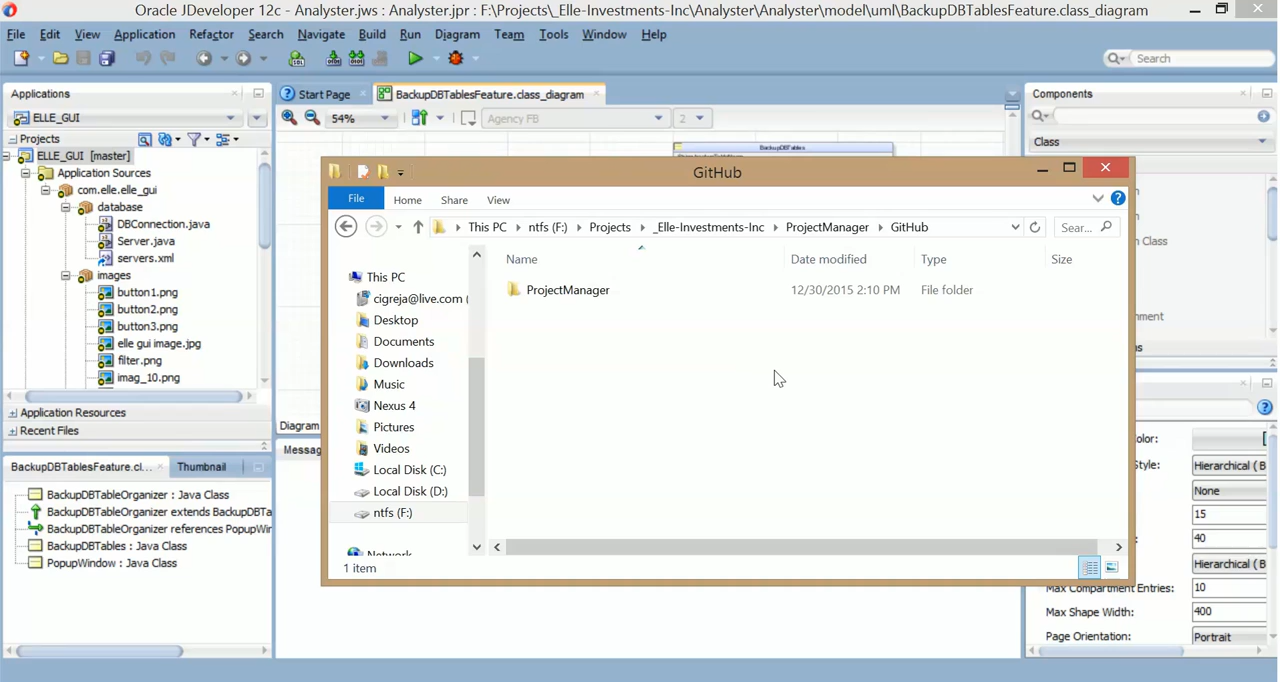 Oracle JDeveloper 12c - Analyster.jws : Analyster.jpr : F:\Projects\_Elle-Investments-Inc\Analyster\Analyster\model\uml\BackupDBTablesFeature.class_diagram
File Edit View Application Refactor Search Navigate Build Run Diagram Team Tools Window Help
Search
Applications
ELLE_GUI
Projects
ELLE_GUI [master]
Application Sources
com.elle.elle_gui
database
DBConnection.java
Server.java
servers.xml
images
button1.png
button2.png
button3.png
elle gui image.jpg
filter.png
imag_10.png
Application Resources
Recent Files
BackupDBTablesFeature.cl...
Thumbnail
BackupDBTableOrganizer : Java Class
BackupDBTableOrganizer extends BackupDBTa
BackupDBTableOrganizer references PopupWin
BackupDBTables : Java Class
PopupWindow : Java Class
Start Page
BackupDBTablesFeature.class_diagram
54%
Agency FB
2
BackupDBTables
Diagram
Messag
GitHub
File Home Share View
This PC ntfs (F:) Projects _Elle-Investments-Inc ProjectManager GitHub
Sear...
Name Date modified Type Size
ProjectManager 12/30/2015 2:10 PM File folder
This PC
cigreja@live.com (
Desktop
Documents
Downloads
Music
Nexus 4
Pictures
Videos
Local Disk (C:)
Local Disk (D:)
ntfs (F:)
Network
1 item
Components
Class
n Class
nment
ns
olor:
Style: Hierarchical ( B
None
15
40
Hierarchical ( B
Max Compartment Entries: 10
Max Shape Width: 400
Page Orientation: Portrait